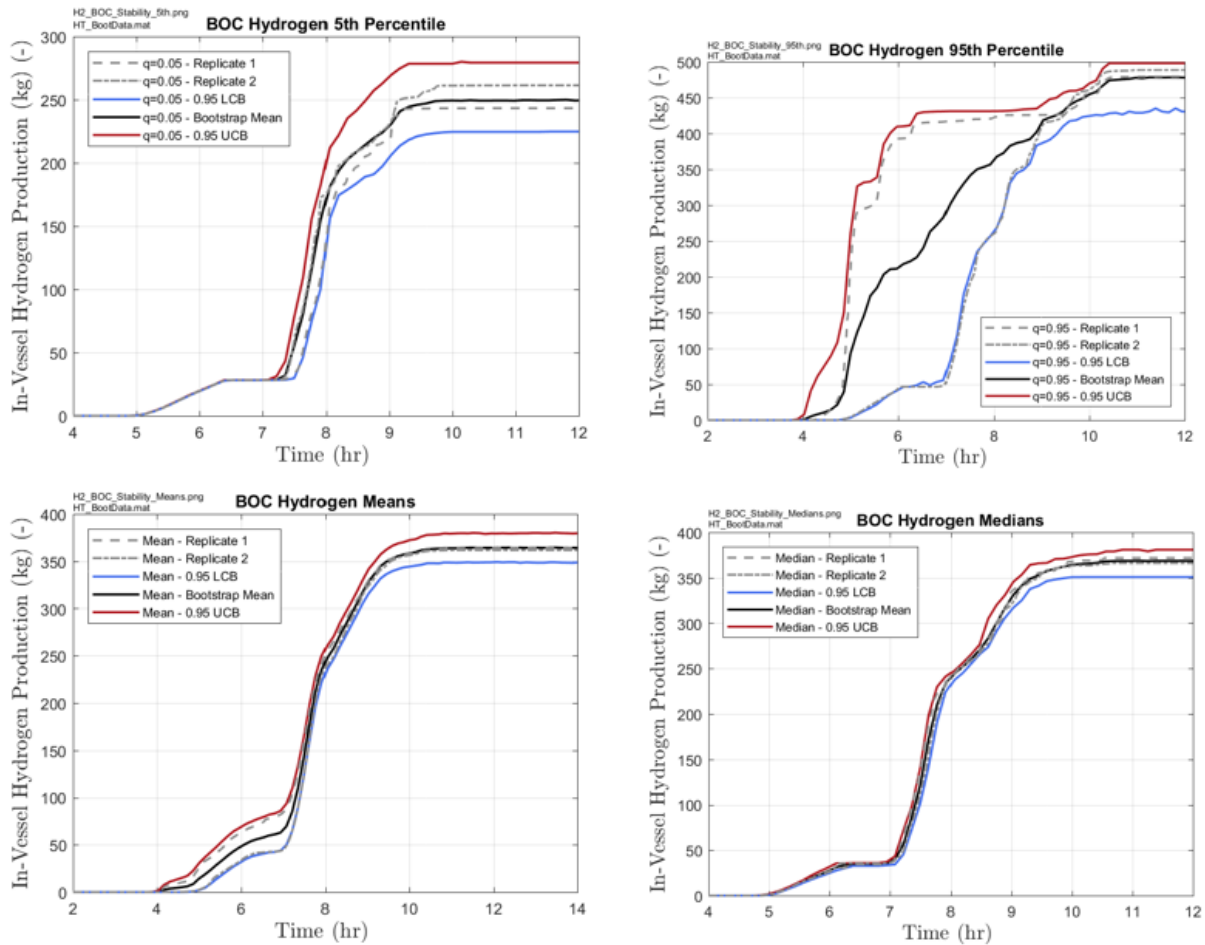 H2_BOC_Stability_5th.png
HT_BootData.mat
BOC Hydrogen 5th Percentile
In-Vessel Hydrogen Production (kg) (-)
300
250
200
150
100
50
0
q=0.05 - Replicate 1
q=0.05 - Replicate 2
q=0.05 - 0.95 LCB
q=0.05 - Bootstrap Mean
q=0.05 - 0.95 UCB
4 5 6 7 8 9 10 11 12
Time (hr)
H2_BOC_Stability_95th.png
HT_BootData.mat
BOC Hydrogen 95th Percentile
In-Vessel Hydrogen Production (kg) (-)
500
450
400
350
300
250
200
150
100
50
0
q=0.95 - Replicate 1
q=0.95 - Replicate 2
q=0.95 - 0.95 LCB
q=0.95 - Bootstrap Mean
q=0.95 - 0.95 UCB
2 4 6 8 10 12
Time (hr)
H2_BOC_Stability_Means.png
HT_BootData.mat
BOC Hydrogen Means
In-Vessel Hydrogen Production (kg) (-)
400
350
300
250
200
150
100
50
0
Mean - Replicate 1
Mean - Replicate 2
Mean - 0.95 LCB
Mean - Bootstrap Mean
Mean - 0.95 UCB
2 4 6 8 10 12 14
Time (hr)
H2_BOC_Stability_Medians.png
HT_BootData.mat
BOC Hydrogen Medians
In-Vessel Hydrogen Production (kg) (-)
400
350
300
250
200
150
100
50
0
Median - Replicate 1
Median - Replicate 2
Median - 0.95 LCB
Median - Bootstrap Mean
Median - 0.95 UCB
4 5 6 7 8 9 10 11 12
Time (hr)